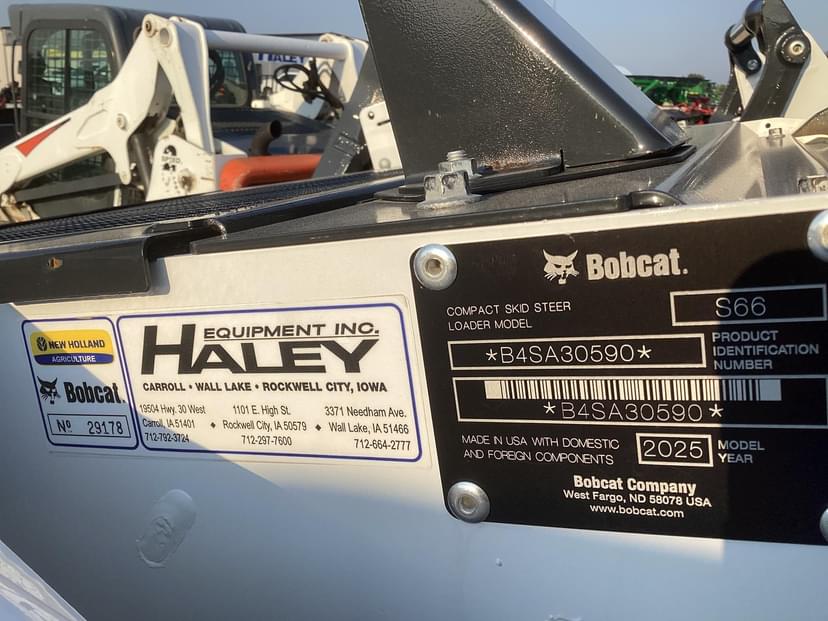 HALEY
SPEED
NEW HOLLAND
AGRICULTURE
Bobcat.
Nº 29178
EQUIPMENT INC.
HALEY
CARROLL • WALL LAKE • ROCKWELL CITY, IOWA
19504 Hwy. 30 West
Carroll, IA 51401
712-792-3724
♦
1101 E. High St.
Rockwell City, IA 50579
712-297-7600
♦
3371 Needham Ave.
Wall Lake, IA 51466
712-664-2777
Bobcat.
COMPACT SKID STEER
LOADER MODEL
S66
*B4SA30590*
PRODUCT
IDENTIFICATION
NUMBER
*B4SA30590*
MADE IN USA WITH DOMESTIC
AND FOREIGN COMPONENTS
2025
MODEL
YEAR
Bobcat Company
West Fargo, ND 58078 USA
www.bobcat.com